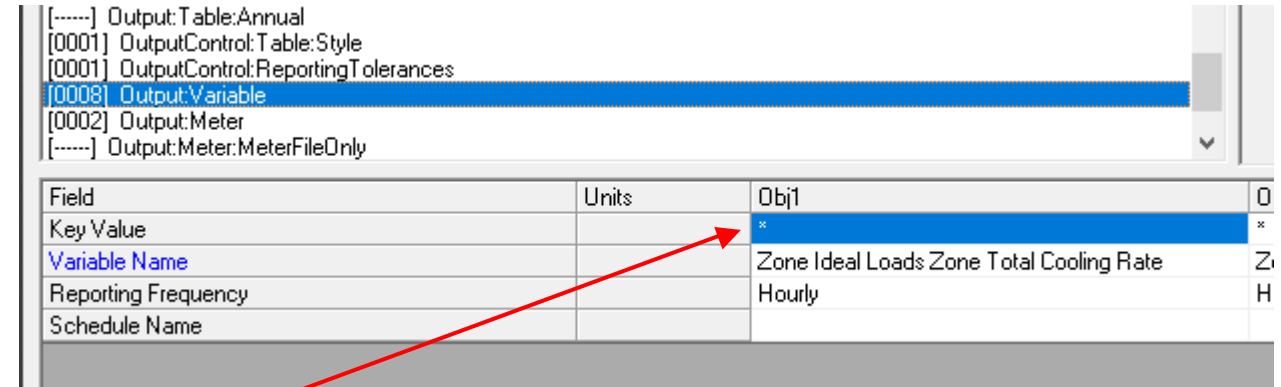 [------] Output:Table:Annual
[0001] OutputControl:Table:Style
[0001] OutputControl:ReportingTolerances
[0008] Output:Variable
[0002] Output:Meter
[------] Output:Meter:MeterFileOnly
Field Units Obj1 O
Key Value * *
Variable Name Zone Ideal Loads Zone Total Cooling Rate Z
Reporting Frequency Hourly H
Schedule Name